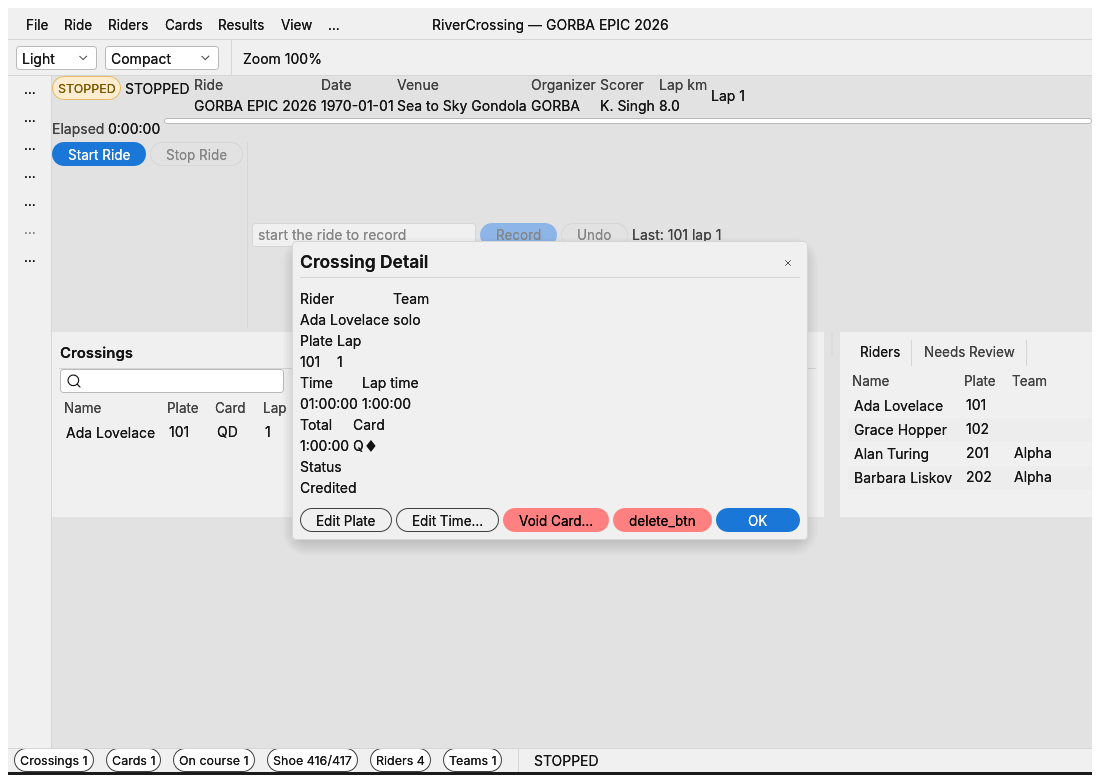 File Ride Riders Cards Results View ... RiverCrossing — GORBA EPIC 2026
Light Compact Zoom 100%
... STOPPED STOPPED Ride Date Venue Organizer Scorer Lap km Lap 1
GORBA EPIC 2026 1970-01-01 Sea to Sky Gondola GORBA K. Singh 8.0
... Elapsed 0:00:00
... Start Ride Stop Ride
...
...
... start the ride to record Record Undo Last: 101 lap 1
...
Crossing Detail ×
Rider Team
Ada Lovelace solo
Plate Lap
101 1
Time Lap time
01:00:00 1:00:00
Total Card
1:00:00 Q♦
Status
Credited
Edit Plate Edit Time... Void Card... delete_btn OK
Crossings
Name Plate Card Lap
Ada Lovelace 101 QD 1
Riders Needs Review
Name Plate Team
Ada Lovelace 101
Grace Hopper 102
Alan Turing 201 Alpha
Barbara Liskov 202 Alpha
Crossings 1 Cards 1 On course 1 Shoe 416/417 Riders 4 Teams 1 STOPPED